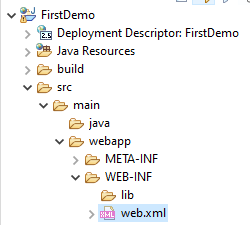 FirstDemo
Deployment Descriptor: FirstDemo
Java Resources
build
src
main
java
webapp
META-INF
WEB-INF
lib
web.xml